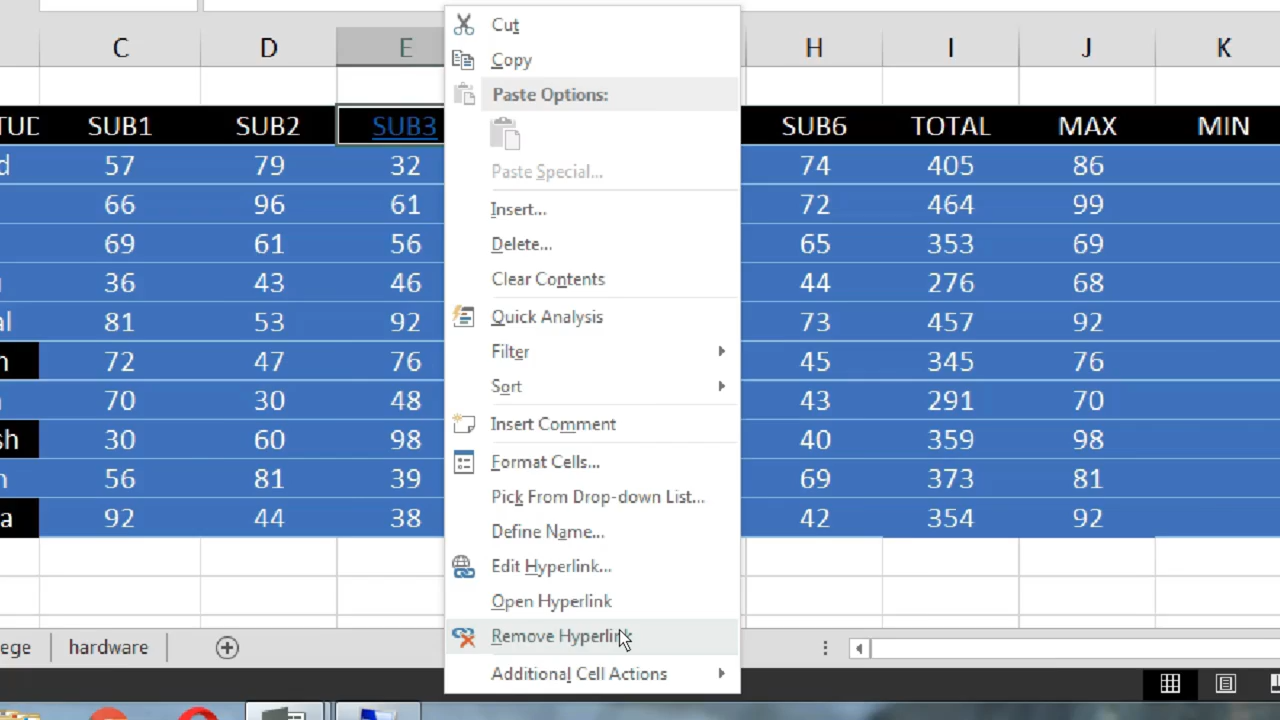 C D E H I J K
TUD SUB1 SUB2 SUB3 SUB6 TOTAL MAX MIN
d 57 79 32 74 405 86
66 96 61 72 464 99
69 61 56 65 353 69
36 43 46 44 276 68
al 81 53 92 73 457 92
72 47 76 45 345 76
70 30 48 43 291 70
sh 30 60 98 40 359 98
56 81 39 69 373 81
a 92 44 38 42 354 92
Cut
Copy
Paste Options:
Paste Special...
Insert...
Delete...
Clear Contents
Quick Analysis
Filter
Sort
Insert Comment
Format Cells...
Pick From Drop-down List...
Define Name...
Edit Hyperlink...
Open Hyperlink
Remove Hyperlink
Additional Cell Actions
ege hardware